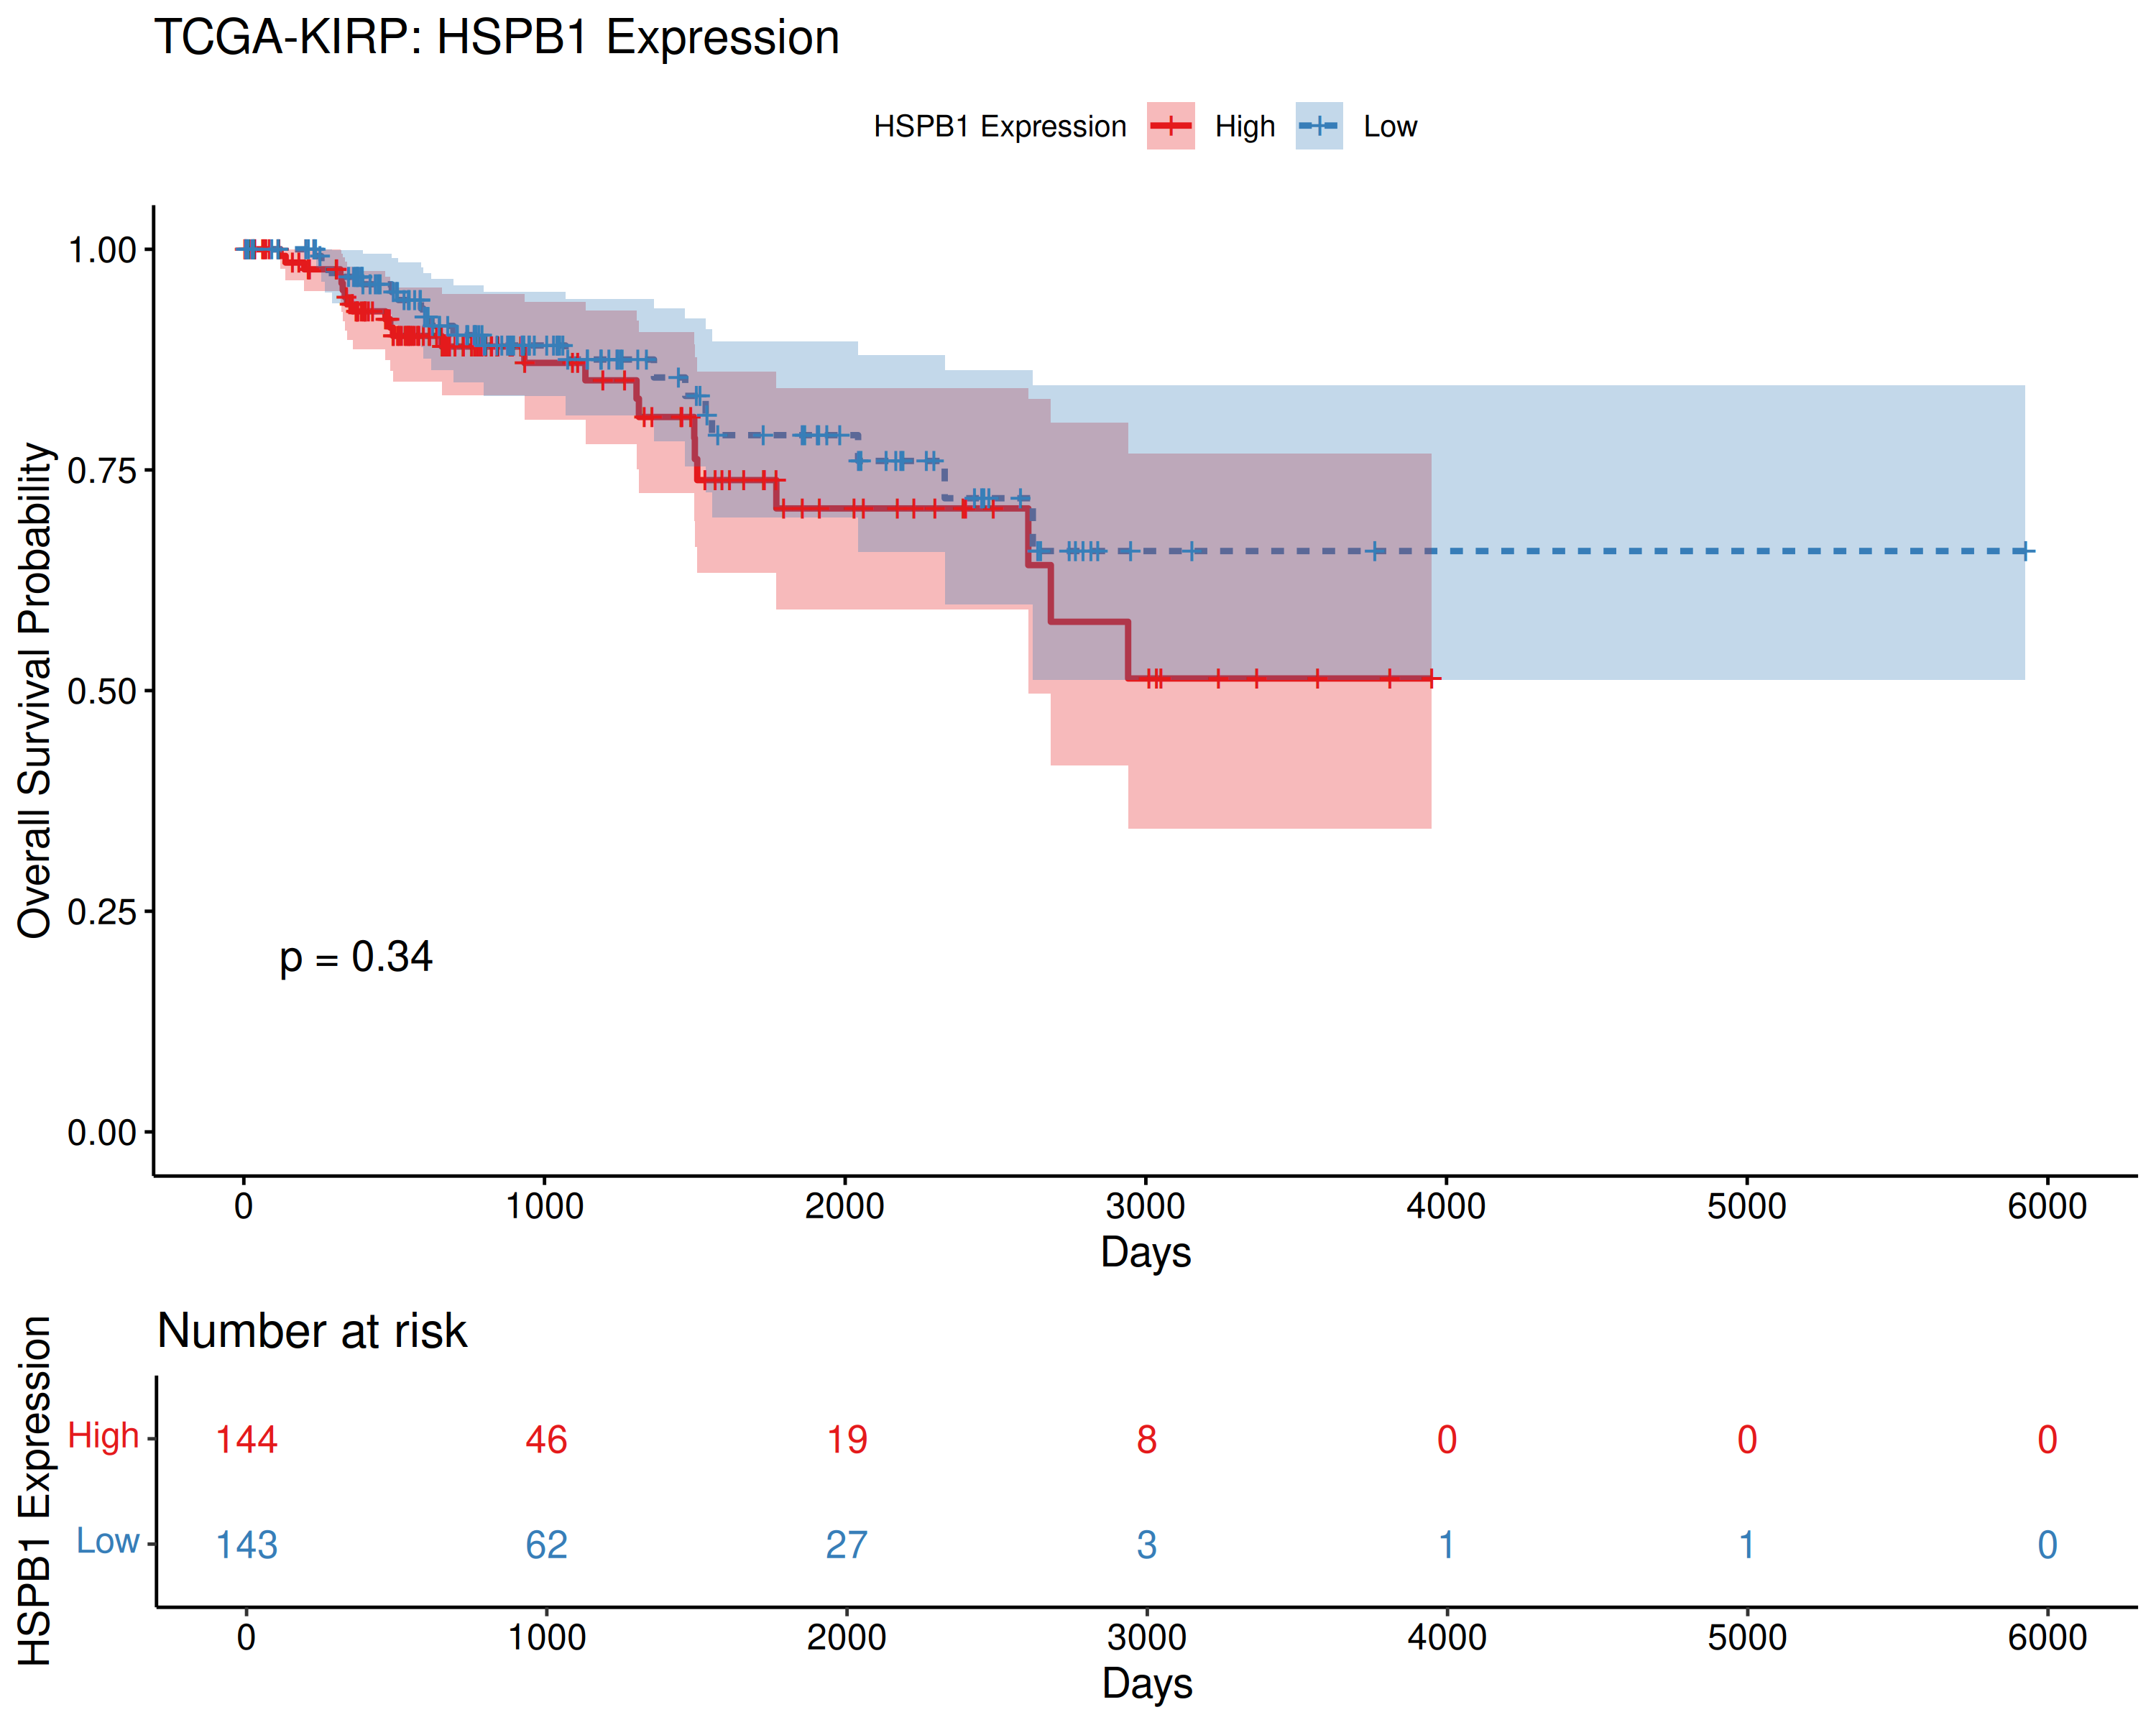 TCGA-KIRP: HSPB1 Expression
HSPB1 Expression High Low
Overall Survival Probability
1.00
0.75
0.50
0.25
0.00
p = 0.34
0 1000 2000 3000 4000 5000 6000
Days
Number at risk
HSPB1 Expression
High 144 46 19 8 0 0 0
Low 143 62 27 3 1 1 0
0 1000 2000 3000 4000 5000 6000
Days